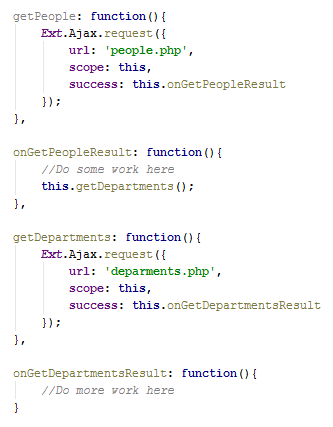 getPeople: function(){
Ext.Ajax.request({
url: 'people.php',
scope: this,
success: this.onGetPeopleResult
});
},
onGetPeopleResult: function(){
//Do some work here
this.getDepartments();
},
getDepartments: function(){
Ext.Ajax.request({
url: 'deparments.php',
scope: this,
success: this.onGetDepartmentsResult
});
},
onGetDepartmentsResult: function(){
//Do more work here
}